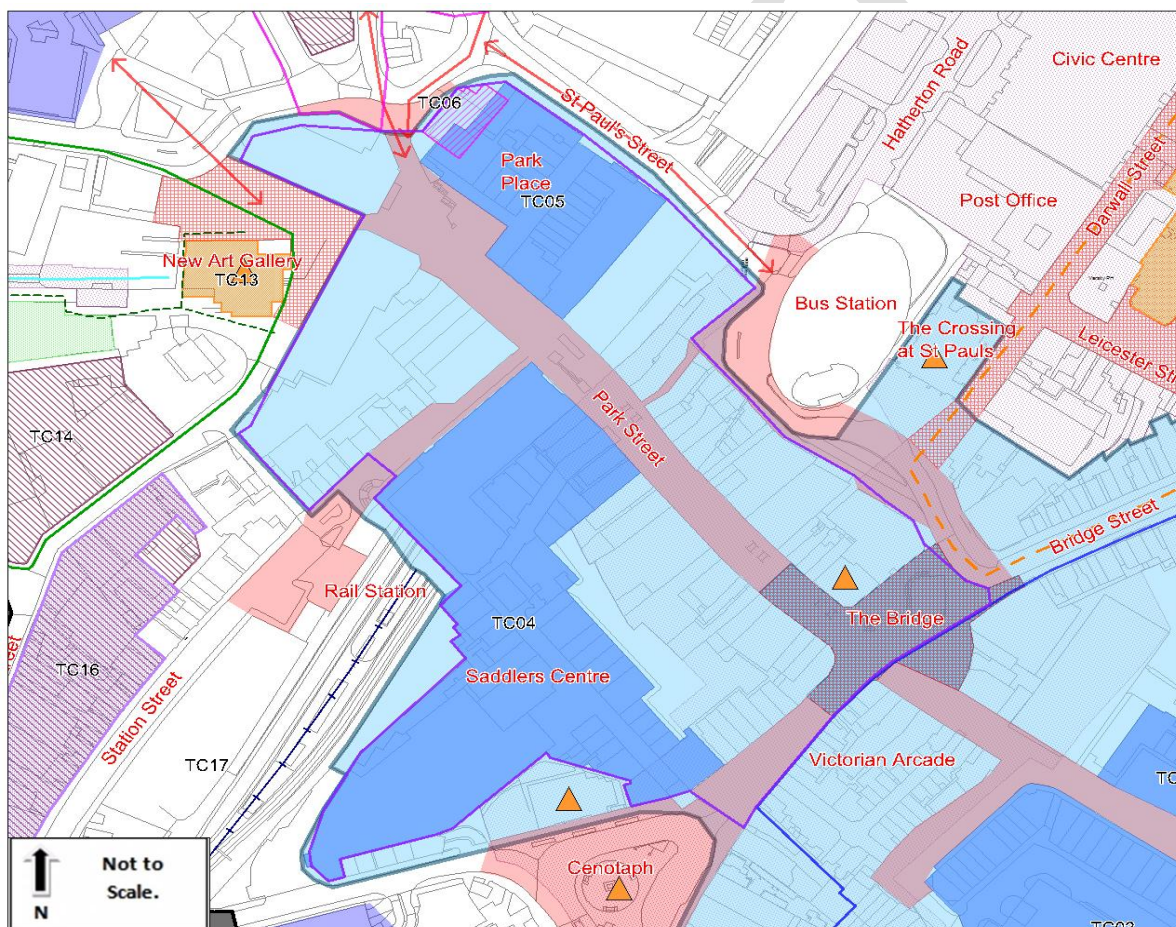 Civic Centre
Hatherton Road
TC06
St Paul's Street
Park
Place
TC05
Post Office
Darwall Street
New Art Gallery
TC13
Bus Station
The Crossing
at St Pauls
Leicester St
Park Street
TC14
Bridge Street
Rail Station
The Bridge
TC04
Saddlers Centre
TC16
Station Street
TC17
Victorian Arcade
TC
Cenotaph
Not to
Scale.
N
TC03